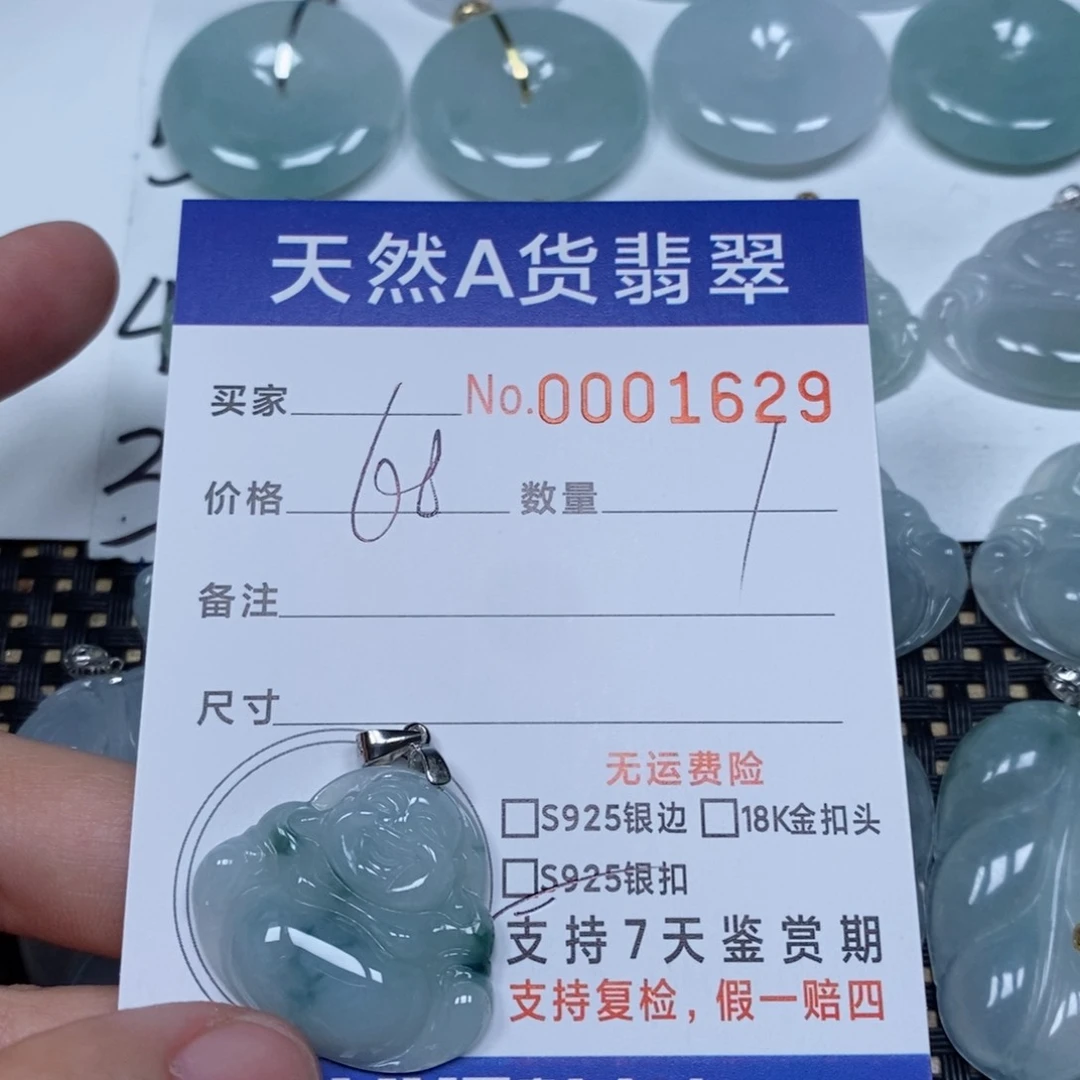 天然A货翡翠
买家 No.0001629
价格 68 数量 1
备注
尺寸
无运费险
□S925银边 □18K金扣头
□S925银扣
支持7天鉴赏期
支持复检，假一赔四
4